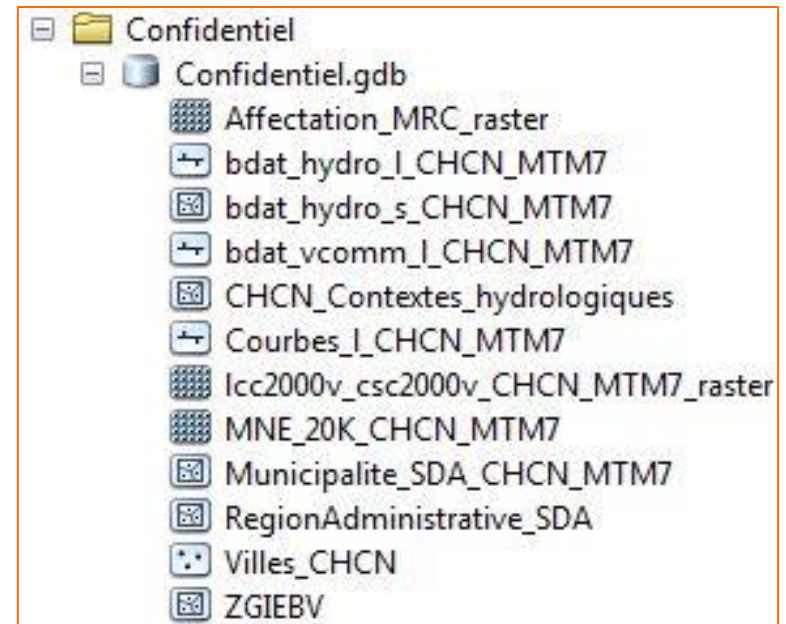 Confidentiel
Confidentiel.gdb
Affectation_MRC_raster
bdat_hydro_l_CHCN_MTM7
bdat_hydro_s_CHCN_MTM7
bdat_vcomm_l_CHCN_MTM7
CHCN_Contextes_hydrologiques
Courbes_l_CHCN_MTM7
lcc2000v_csc2000v_CHCN_MTM7_raster
MNE_20K_CHCN_MTM7
Municipalite_SDA_CHCN_MTM7
RegionAdministrative_SDA
Villes_CHCN
ZGIEBV